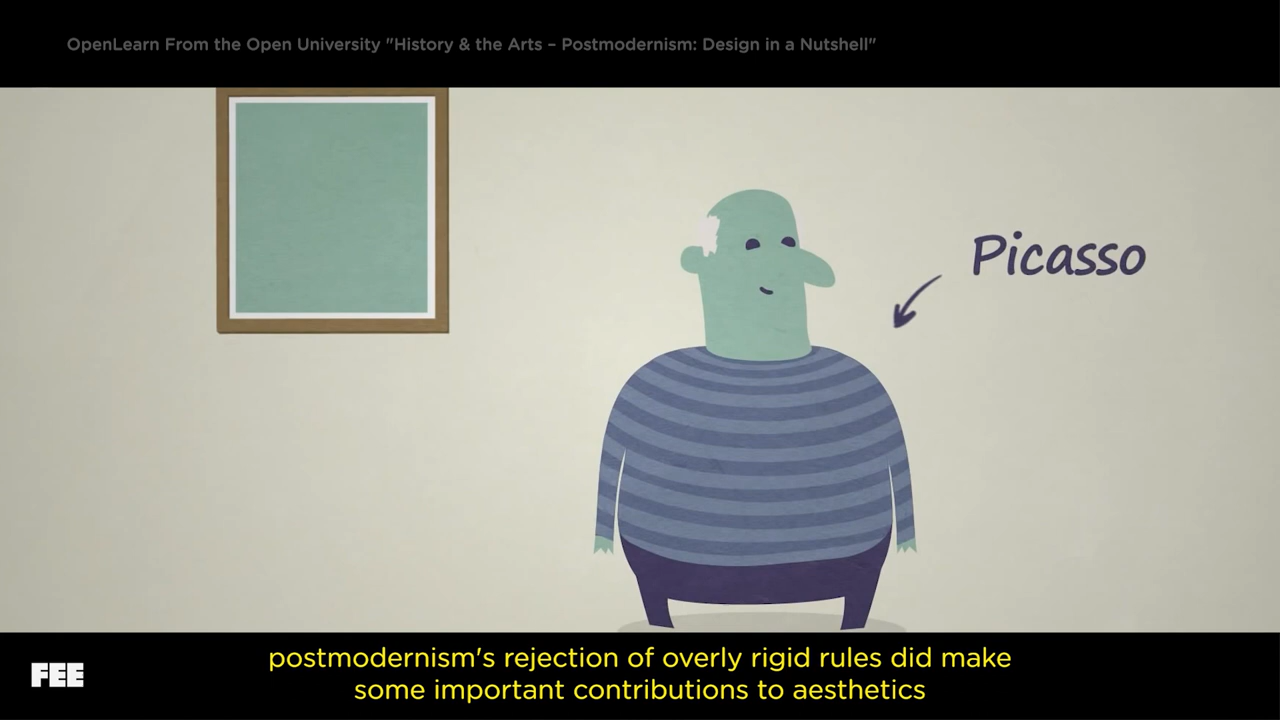 OpenLearn From the Open University "History & the Arts – Postmodernism: Design in a Nutshell"
Picasso
postmodernism's rejection of overly rigid rules did make
some important contributions to aesthetics
FEE